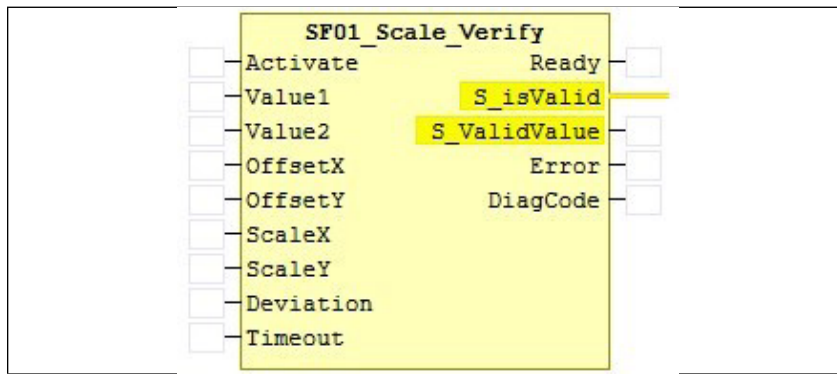 SF01_Scale_Verify
Activate Ready
Value1 S_isValid
Value2 S_ValidValue
OffsetX Error
OffsetY DiagCode
ScaleX
ScaleY
Deviation
Timeout